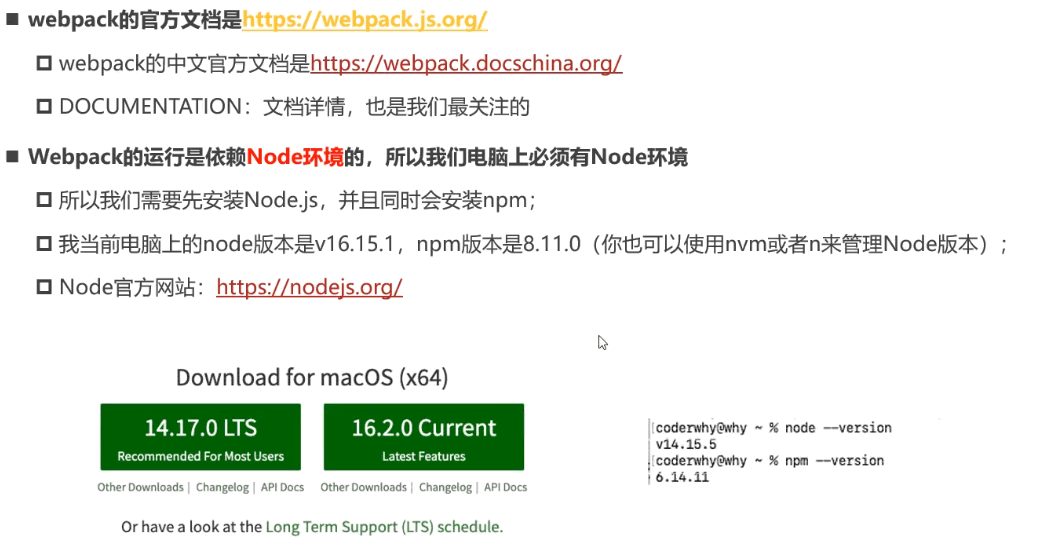 webpack的官方文档是https://webpack.js.org/
webpack的中文官方文档是https://webpack.docschina.org/
DOCUMENTATION：文档详情，也是我们最关注的
Webpack的运行是依赖Node环境的，所以我们电脑上必须有Node环境
所以我们需要先安装Node.js，并且同时会安装npm；
我当前电脑上的node版本是v16.15.1，npm版本是8.11.0（你也可以使用nvm或者n来管理Node版本）；
Node官方网站：https://nodejs.org/
Download for macOS (x64)
14.17.0 LTS
Recommended For Most Users
16.2.0 Current
Latest Features
Other Downloads | Changelog | API Docs
Other Downloads | Changelog | API Docs
Or have a look at the Long Term Support (LTS) schedule.
[coderwhy@why ~ % node --version
v14.15.5
[coderwhy@why ~ % npm --version
6.14.11